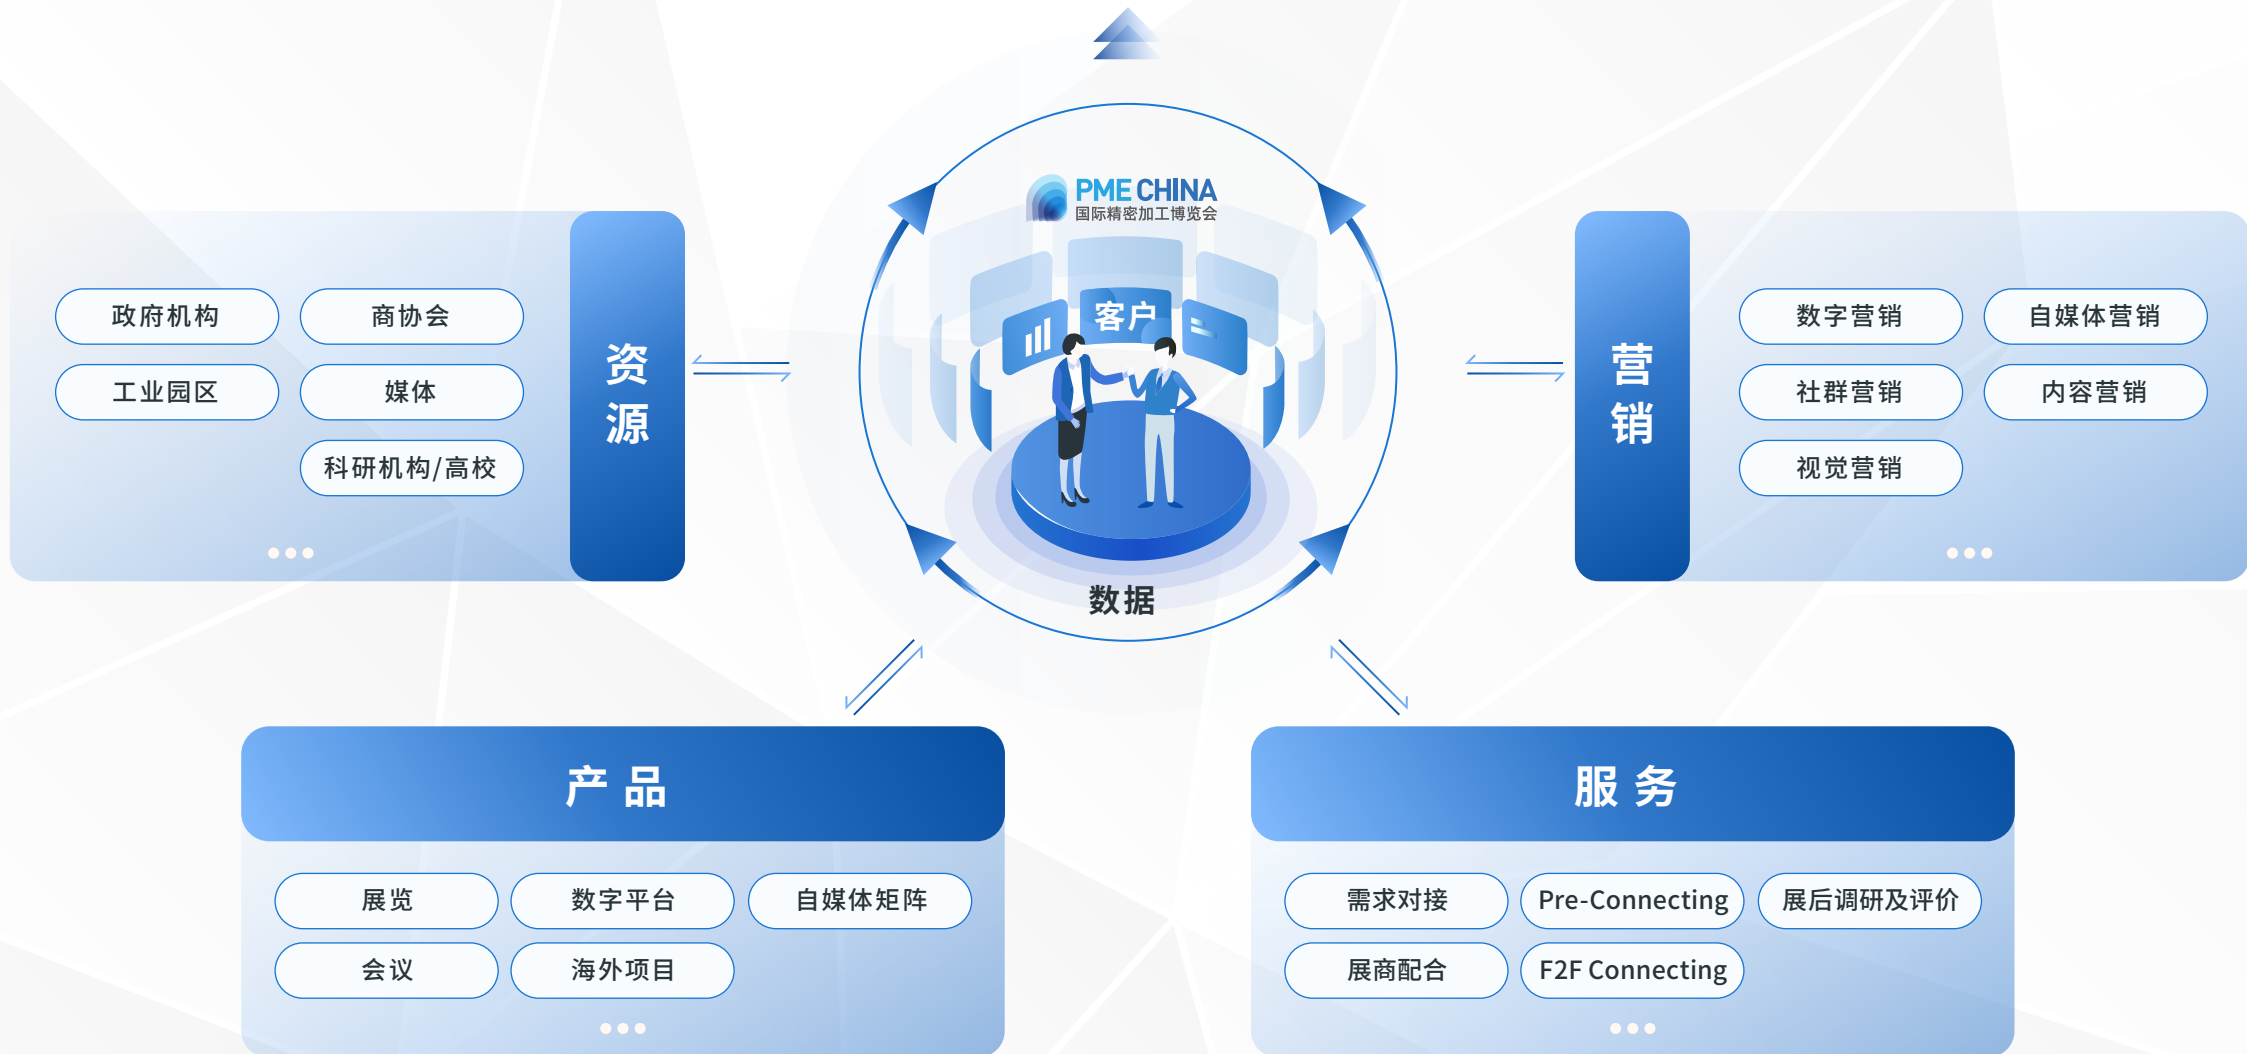 PME CHINA
国际精密加工博览会
客户
数据
资源
政府机构
商协会
工业园区
媒体
科研机构/高校
营销
数字营销
自媒体营销
社群营销
内容营销
视觉营销
产品
展览
数字平台
自媒体矩阵
会议
海外项目
服务
需求对接
Pre-Connecting
展后调研及评价
展商配合
F2F Connecting